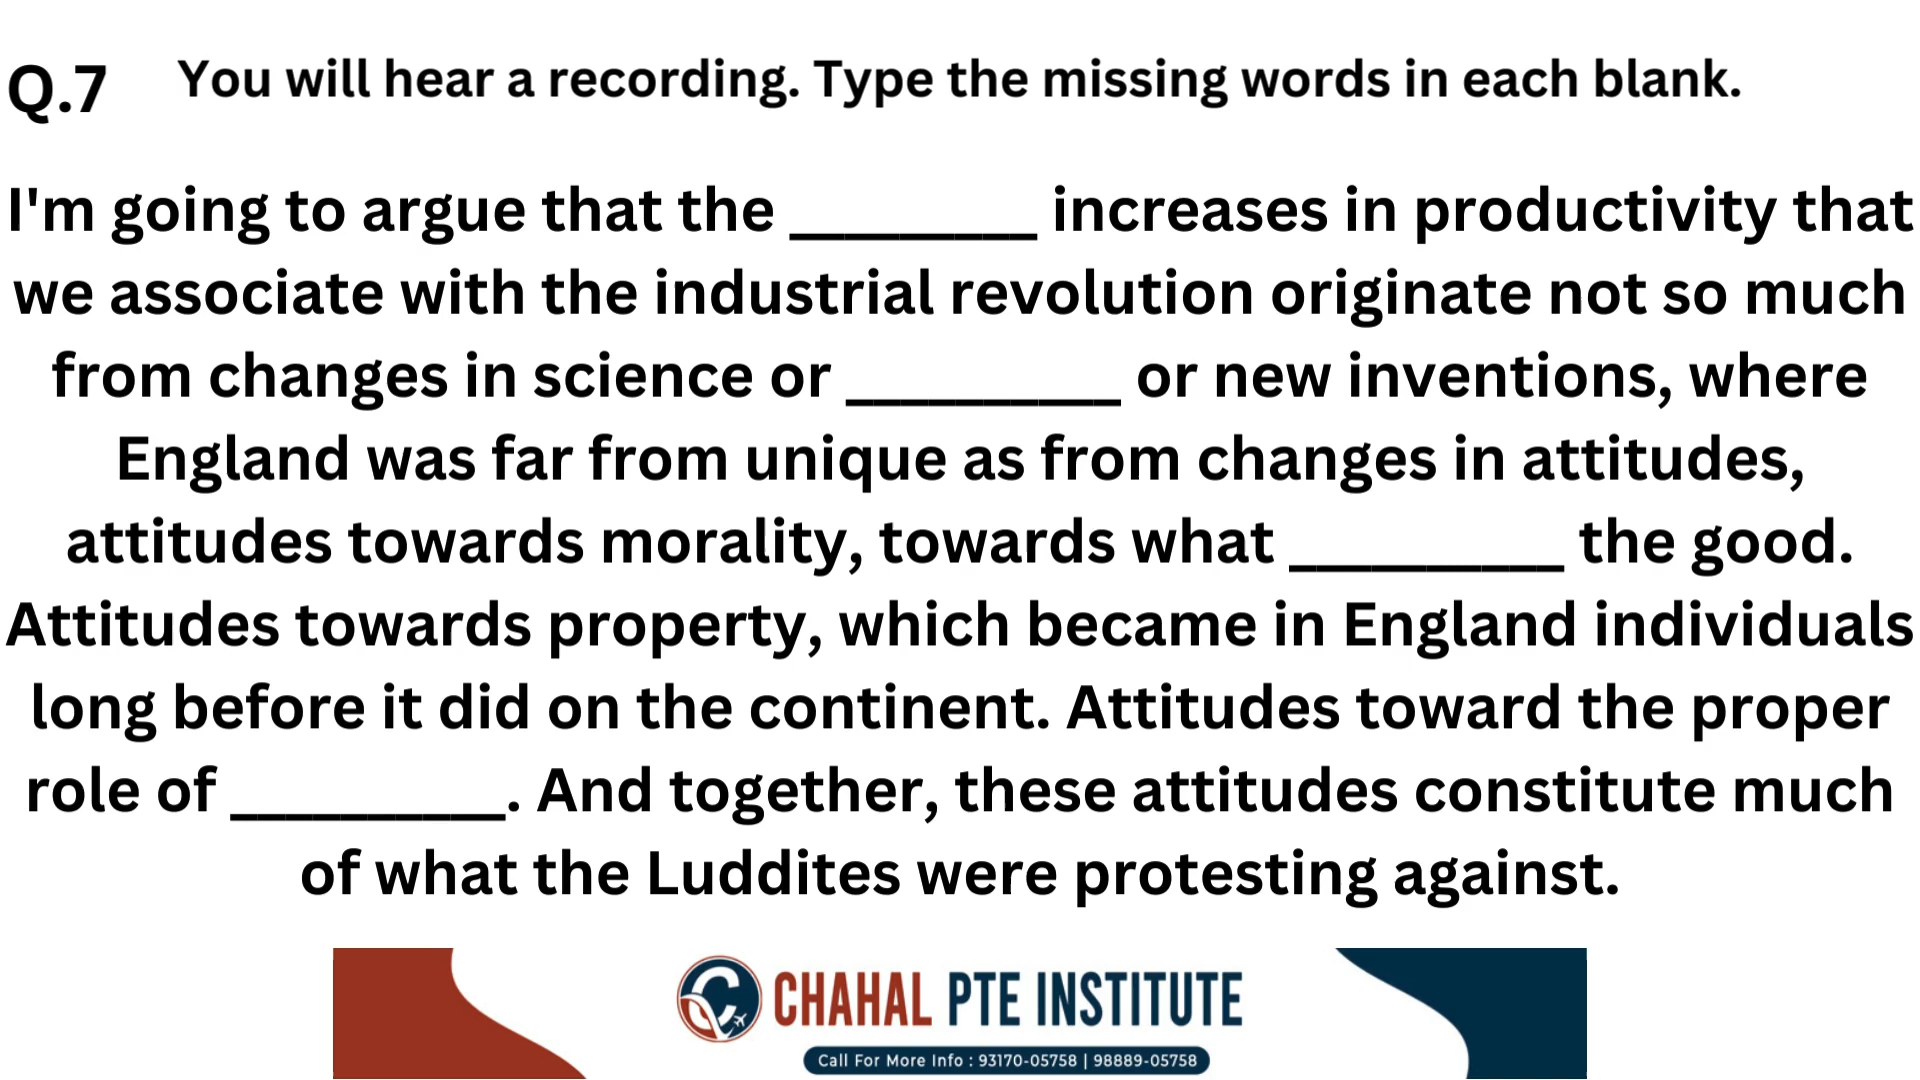 Q.7 You will hear a recording. Type the missing words in each blank.
I'm going to argue that the _________ increases in productivity that
we associate with the industrial revolution originate not so much
from changes in science or __________ or new inventions, where
England was far from unique as from changes in attitudes,
attitudes towards morality, towards what __________ the good.
Attitudes towards property, which became in England individuals
long before it did on the continent. Attitudes toward the proper
role of __________. And together, these attitudes constitute much
of what the Luddites were protesting against.
CHAHAL PTE INSTITUTE
Call For More Info : 93170-05758 | 98889-05758